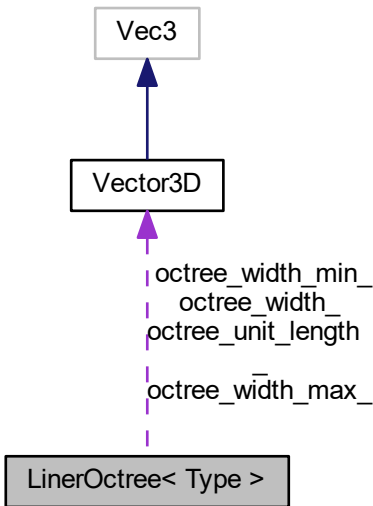 Vec3
Vector3D
octree_width_min_
octree_width_
octree_unit_length
_
octree_width_max_
LinerOctree< Type >